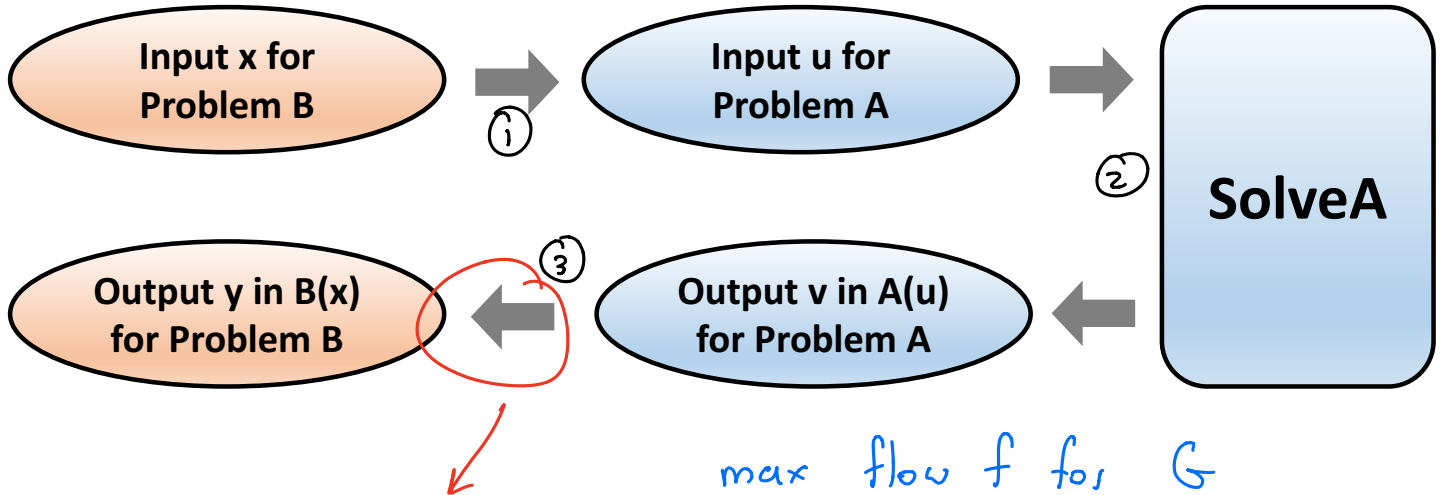 Input x for
Problem B
①
Input u for
Problem A
②
SolveA
Output y in B(x)
for Problem B
③
Output v in A(u)
for Problem A
max flow f for G